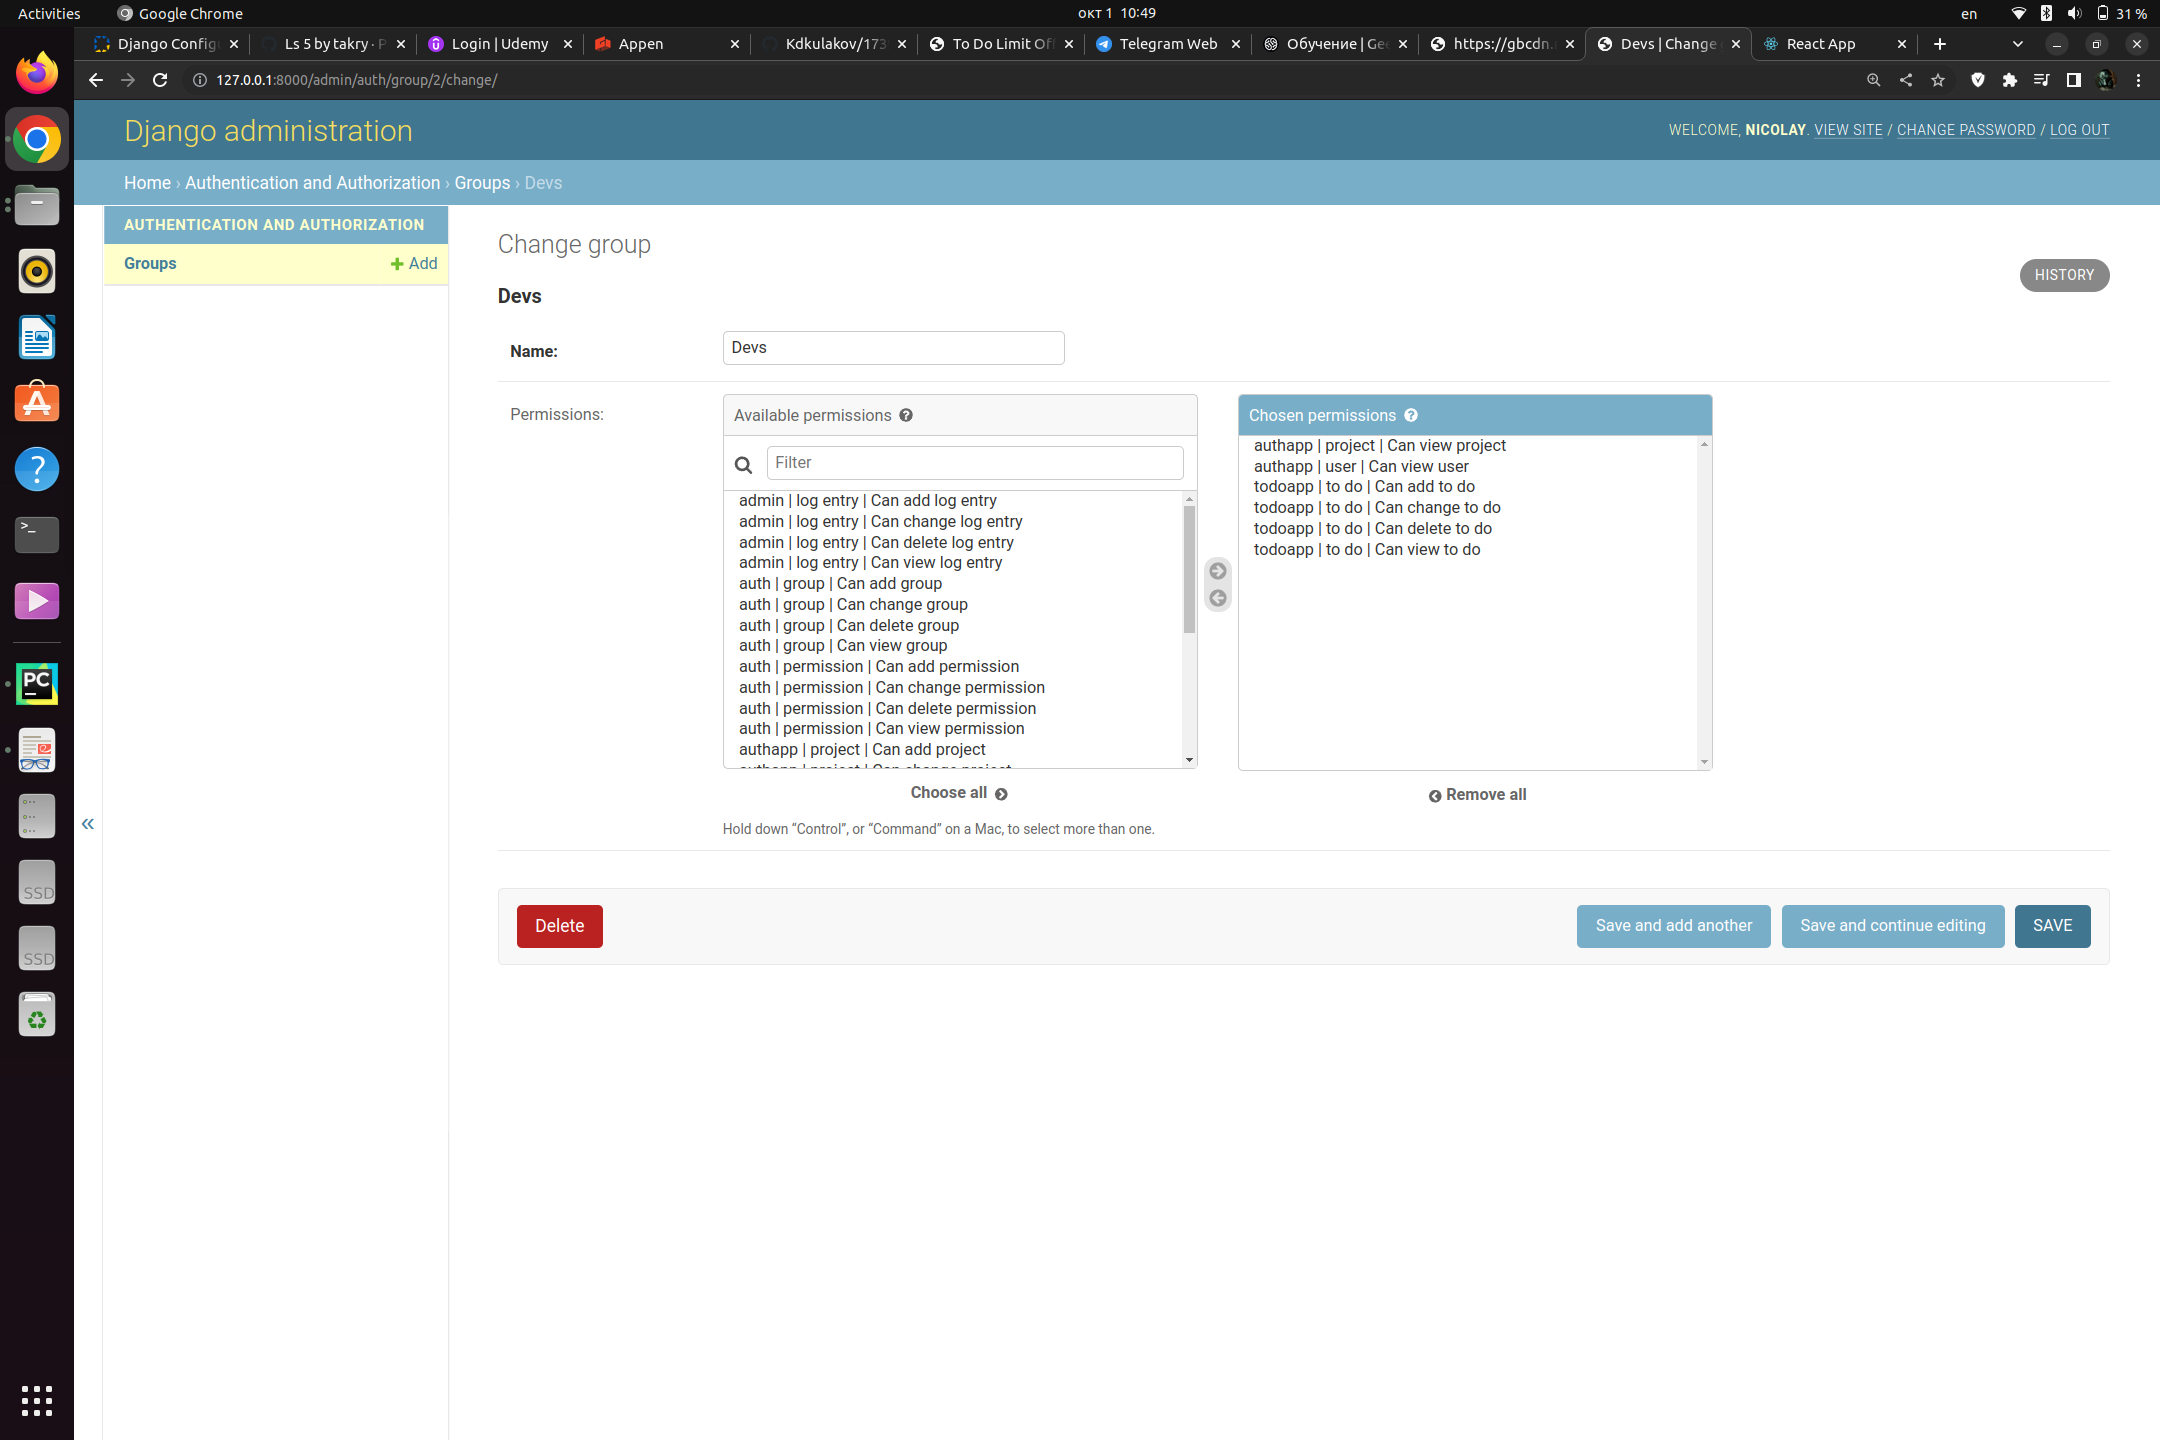 Activities
Google Chrome
окт 1 10:49
en
31 %
Django Config
Ls 5 by takry · P
Login | Udemy
Appen
Kdkulakov/173
To Do Limit Of
Telegram Web
Обучение | Ge
https://gbcdn.
Devs | Change
React App
127.0.0.1:8000/admin/auth/group/2/change/
Django administration
WELCOME, NICOLAY. VIEW SITE / CHANGE PASSWORD / LOG OUT
Home › Authentication and Authorization › Groups › Devs
AUTHENTICATION AND AUTHORIZATION
Groups
Add
Change group
HISTORY
Devs
Name:
Devs
Permissions:
Available permissions
Filter
admin | log entry | Can add log entry
admin | log entry | Can change log entry
admin | log entry | Can delete log entry
admin | log entry | Can view log entry
auth | group | Can add group
auth | group | Can change group
auth | group | Can delete group
auth | group | Can view group
auth | permission | Can add permission
auth | permission | Can change permission
auth | permission | Can delete permission
auth | permission | Can view permission
authapp | project | Can add project
authapp | project | Can change project
Choose all
Chosen permissions
authapp | project | Can view project
authapp | user | Can view user
todoapp | to do | Can add to do
todoapp | to do | Can change to do
todoapp | to do | Can delete to do
todoapp | to do | Can view to do
Remove all
Hold down “Control”, or “Command” on a Mac, to select more than one.
Delete
Save and add another
Save and continue editing
SAVE
PC
SSD
SSD